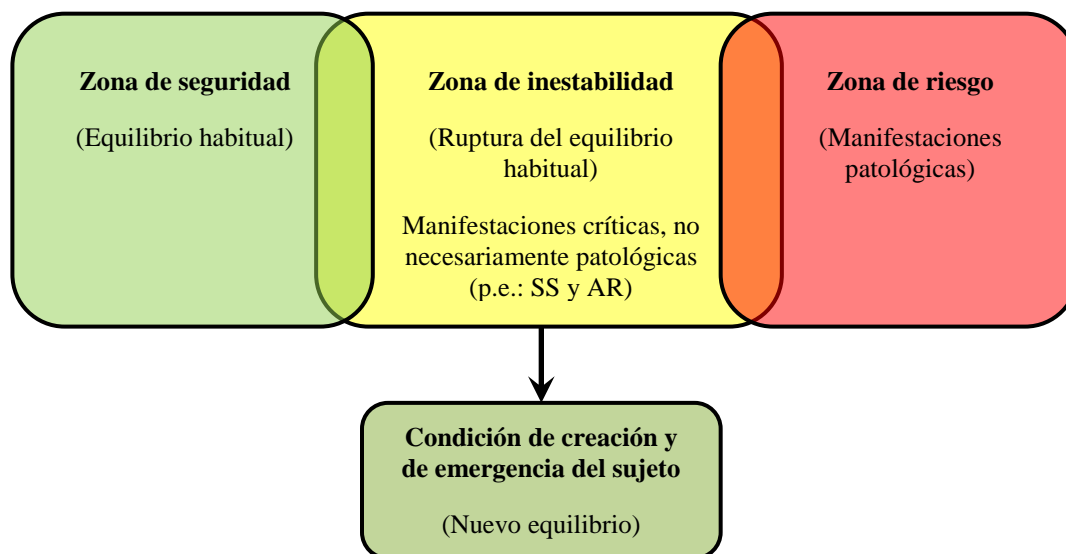 Zona de seguridad
(Equilibrio habitual)
Zona de inestabilidad
(Ruptura del equilibrio
habitual)
Manifestaciones críticas, no
necesariamente patológicas
(p.e.: SS y AR)
Zona de riesgo
(Manifestaciones
patológicas)
Condición de creación y
de emergencia del sujeto
(Nuevo equilibrio)